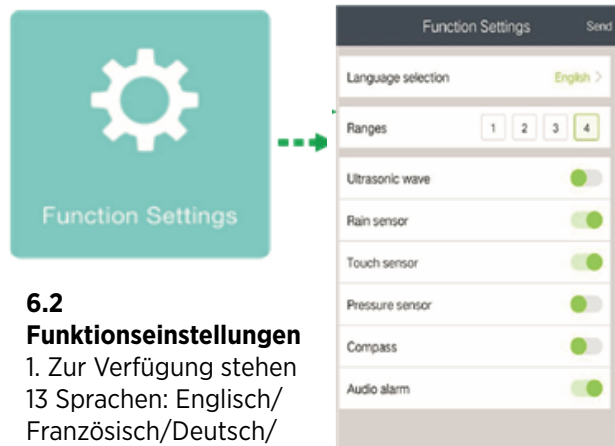 Function Settings
6.2
Funktionseinstellungen
1. Zur Verfügung stehen
13 Sprachen: Englisch/
Französisch/Deutsch/
Function Settings Send
Language selection English >
Ranges 1 2 3 4
Ultrasonic wave
Rain sensor
Touch sensor
Pressure sensor
Compass
Audio alarm